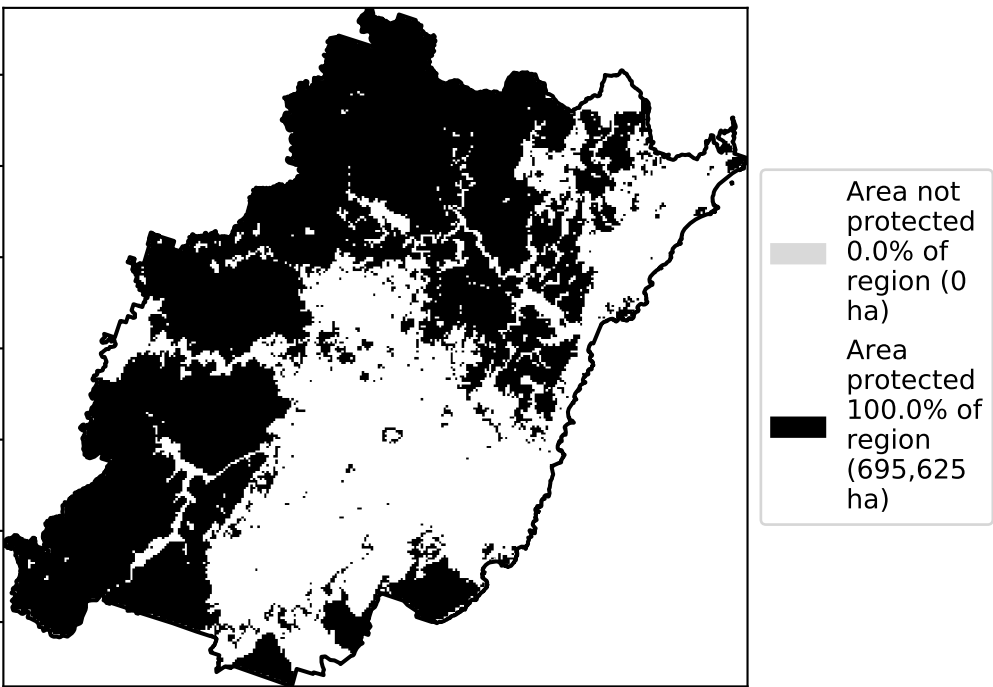 Area not
protected
0.0% of
region (0
ha)
Area
protected
100.0% of
region
(695,625
ha)